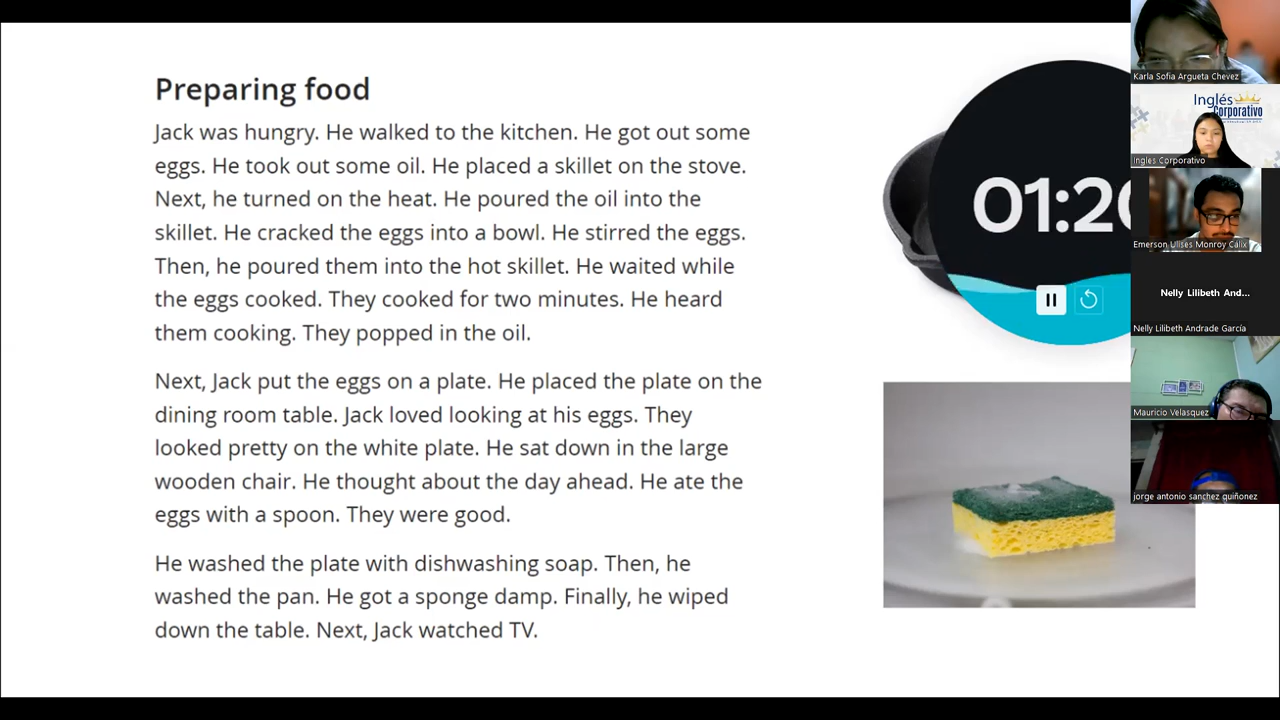 Preparing food
Jack was hungry. He walked to the kitchen. He got out some
eggs. He took out some oil. He placed a skillet on the stove.
Next, he turned on the heat. He poured the oil into the
skillet. He cracked the eggs into a bowl. He stirred the eggs.
Then, he poured them into the hot skillet. He waited while
the eggs cooked. They cooked for two minutes. He heard
them cooking. They popped in the oil.
Next, Jack put the eggs on a plate. He placed the plate on the
dining room table. Jack loved looking at his eggs. They
looked pretty on the white plate. He sat down in the large
wooden chair. He thought about the day ahead. He ate the
eggs with a spoon. They were good.
He washed the plate with dishwashing soap. Then, he
washed the pan. He got a sponge damp. Finally, he wiped
down the table. Next, Jack watched TV.
01:20
Karla Sofia Argueta Chevez
Inglés
Corporativo
Ingles Corporativo
Emerson Ulises Monroy Cálix
Nelly Lilibeth And...
Nelly Lilibeth Andrade García
Mauricio Velasquez
jorge antonio sanchez quiñonez